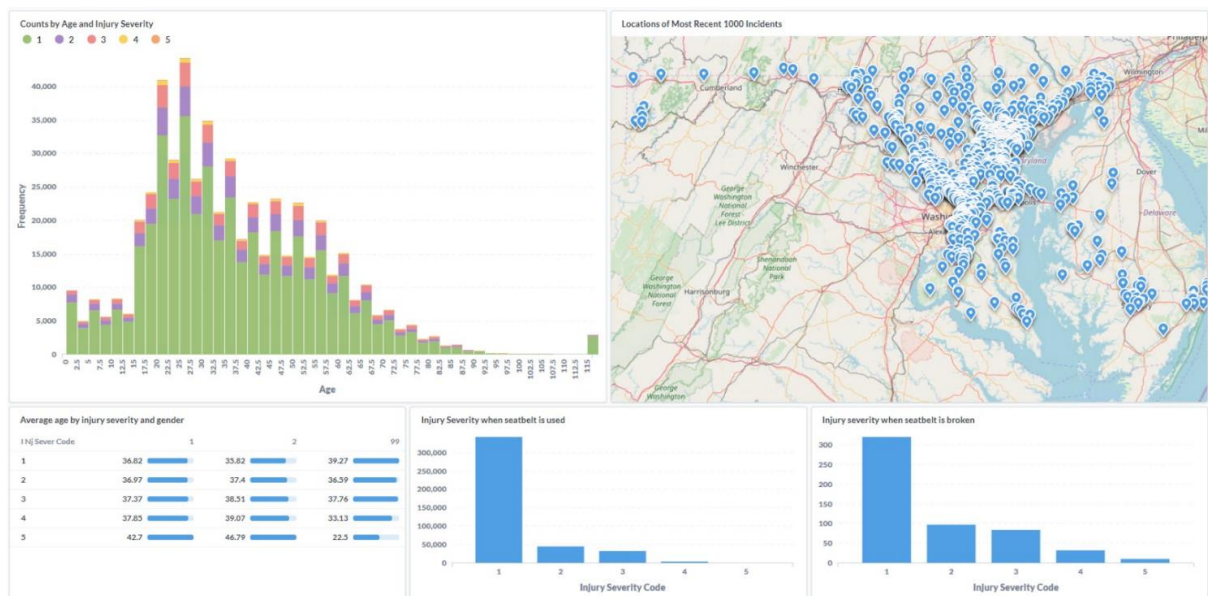 Counts by Age and Injury Severity
1 2 3 4 5
40,000
35,000
30,000
25,000
20,000
15,000
10,000
5,000
0
Frequency
0 2.5 5 7.5 10 12.5 15 17.5 20 22.5 25 27.5 30 32.5 35 37.5 40 42.5 45 47.5 50 52.5 55 57.5 60 62.5 65 67.5 70 72.5 75 77.5 80 82.5 85 87.5 90 92.5 95 97.5 100 102.5 105 107.5 110 112.5 115
Age
Locations of Most Recent 1000 Incidents
Wilmington
Cumberland
Winchester
Dover
George
Washington
National
Forest -
Lee District
Delaware
Shenandoah
National
Park
George
Washington
National
Forest
Harrisonburg
Average age by injury severity and gender
I Nj Sever Code 1 2 99
1 36.82 35.82 39.27
2 36.97 37.4 36.59
3 37.37 38.51 37.76
4 37.85 39.07 33.13
5 42.7 46.79 22.5
Injury Severity when seatbelt is used
300,000
250,000
200,000
150,000
100,000
50,000
0
1 2 3 4 5
Injury Severity Code
Injury severity when seatbelt is broken
300
250
200
150
100
50
0
1 2 3 4 5
Injury Severity Code